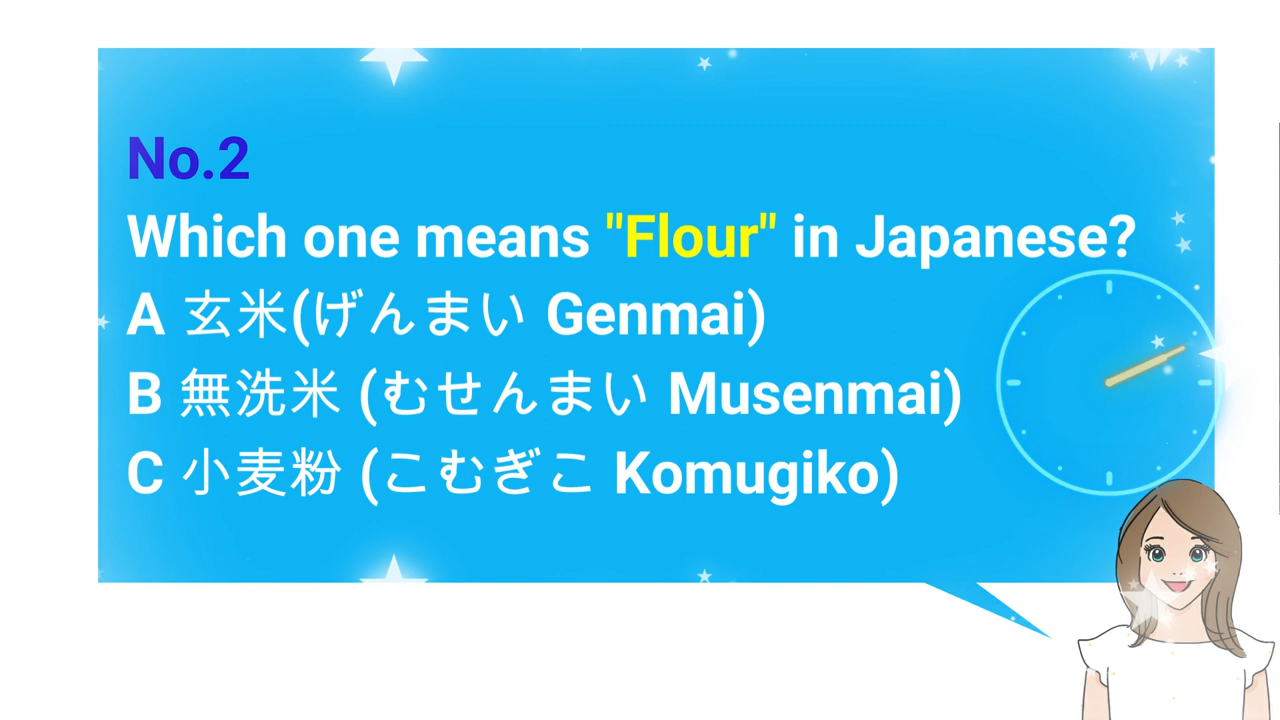 No.2
Which one means "Flour" in Japanese?
A 玄米(げんまい Genmai)
B 無洗米 (むせんまい Musenmai)
C 小麦粉 (こむぎこ Komugiko)